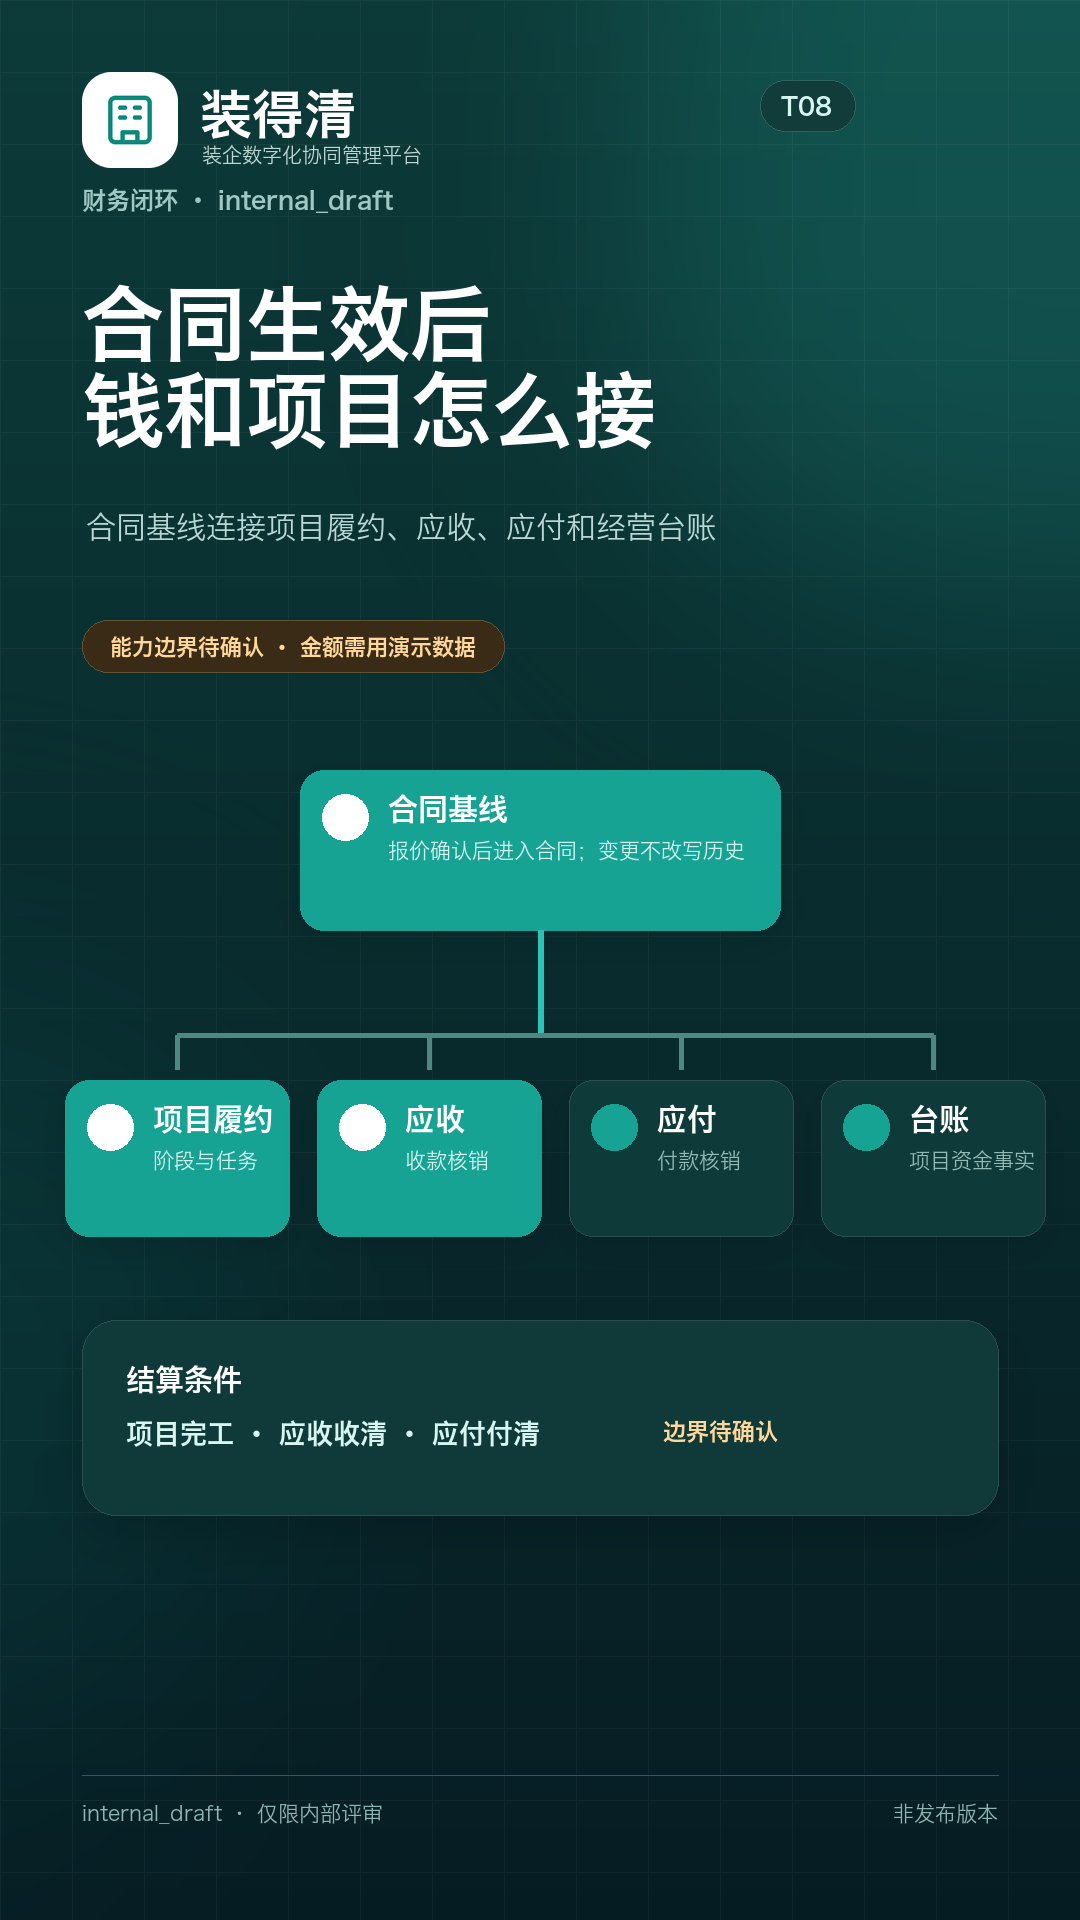 装得清
T08
装企数字化协同管理平台
财务闭环 · internal_draft
合同生效后
钱和项目怎么接
合同基线连接项目履约、应收、应付和经营台账
能力边界待确认 · 金额需用演示数据
合同基线
报价确认后进入合同；变更不改写历史
项目履约
阶段与任务
应收
收款核销
应付
付款核销
台账
项目资金事实
结算条件
项目完工 · 应收收清 · 应付付清
边界待确认
internal_draft · 仅限内部评审
非发布版本